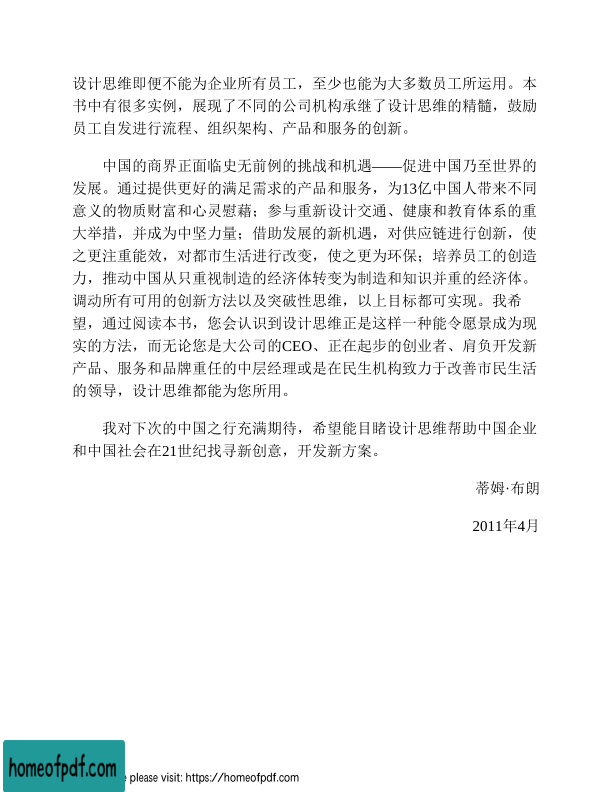 设计思维即便不能为企业所有员工，至少也能为大多数员工所运用。本
书中有很多实例，展现了不同的公司机构承继了设计思维的精髓，鼓励
员工自发进行流程、组织架构、产品和服务的创新。
中国的商界正面临史无前例的挑战和机遇——促进中国乃至世界的
发展。通过提供更好的满足需求的产品和服务，为13亿中国人带来不同
意义的物质财富和心灵慰藉；参与重新设计交通、健康和教育体系的重
大举措，并成为中坚力量；借助发展的新机遇，对供应链进行创新，使
之更注重能效，对都市生活进行改变，使之更为环保；培养员工的创造
力，推动中国从只重视制造的经济体转变为制造和知识并重的经济体。
调动所有可用的创新方法以及突破性思维，以上目标都可实现。我希
望，通过阅读本书，您会认识到设计思维正是这样一种能令愿景成为现
实的方法，而无论您是大公司的CEO、正在起步的创业者、肩负开发新
产品、服务和品牌重任的中层经理或是在民生机构致力于改善市民生活
的领导，设计思维都能为您所用。
我对下次的中国之行充满期待，希望能目睹设计思维帮助中国企业
和中国社会在21世纪找寻新创意，开发新方案。
蒂姆·布朗
2011年4月
homeofpdf.com
please visit: https://homeofpdf.com